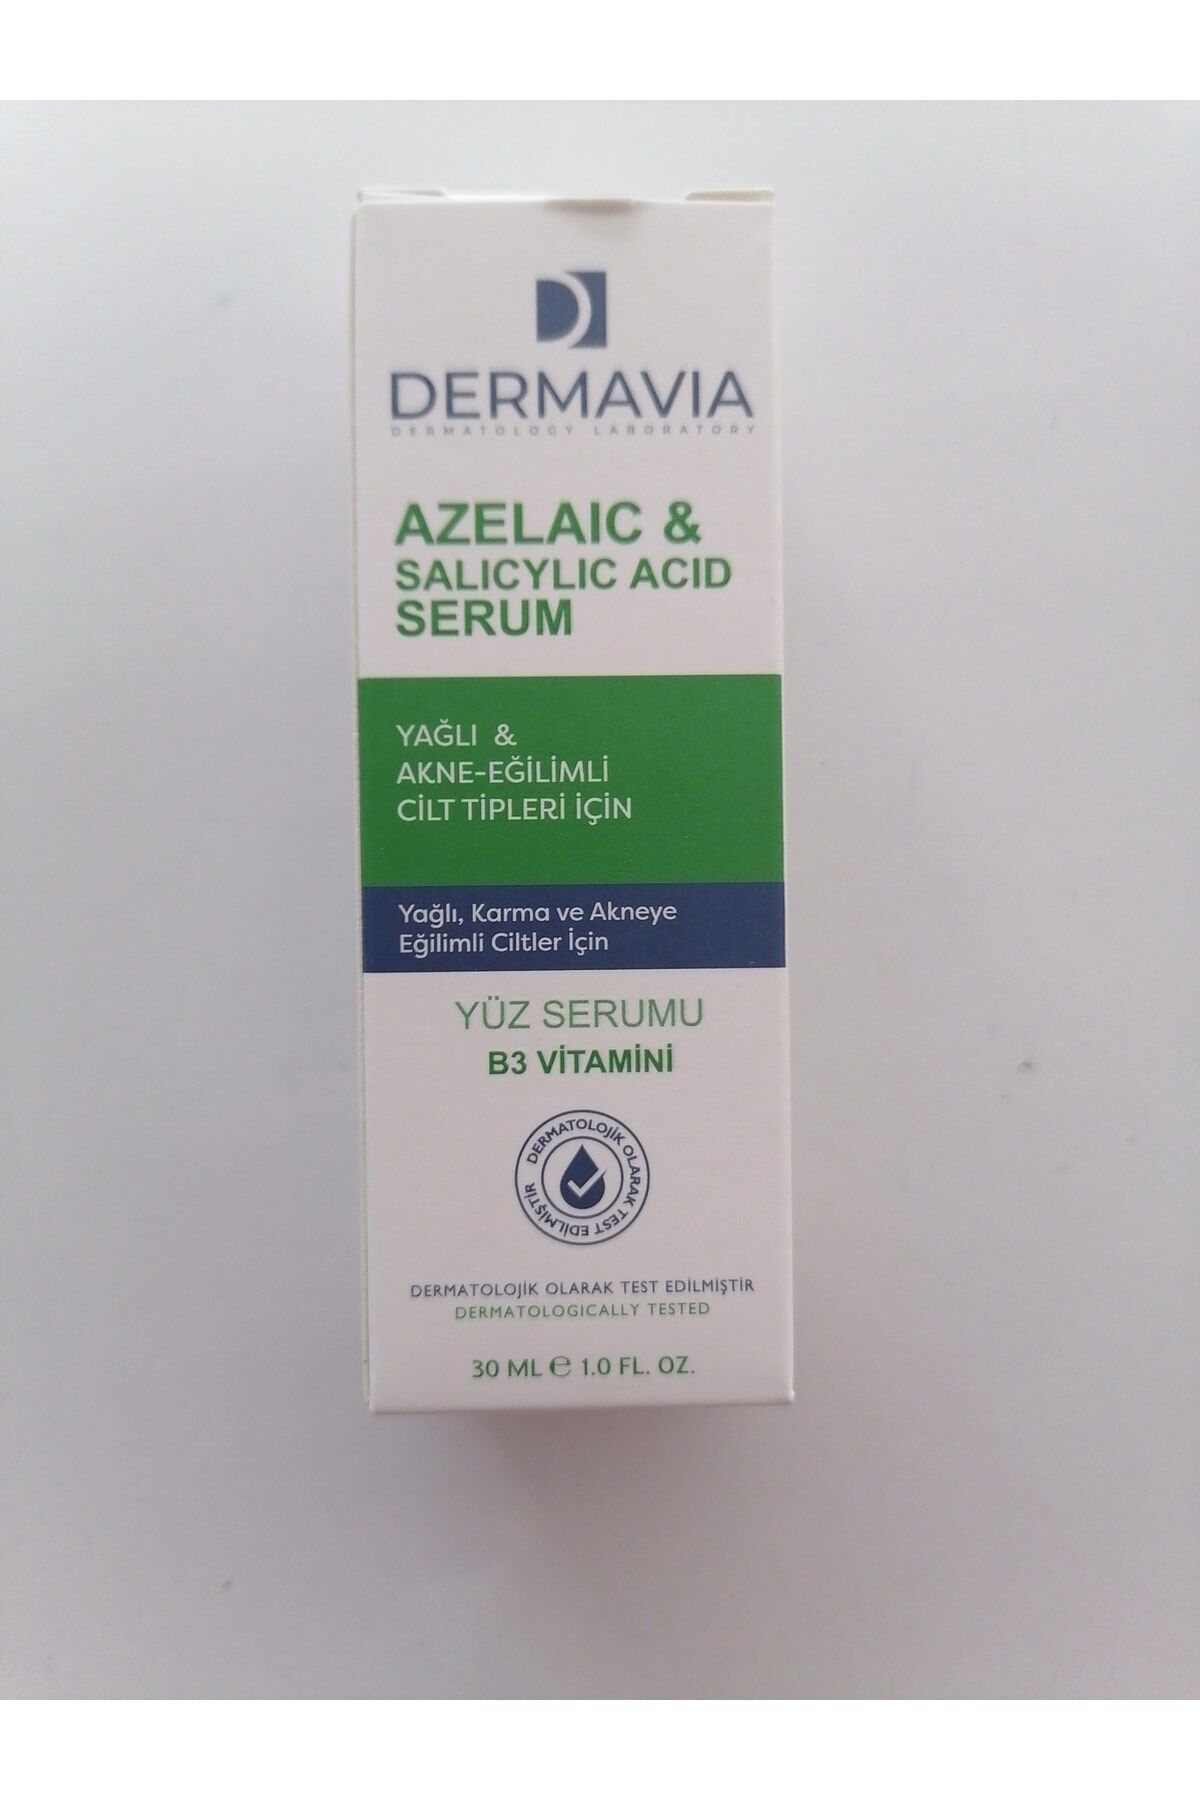 DERMAVIA
DERMATOLOGY LABORATORY
AZELAIC &
SALICYLIC ACID
SERUM
YAĞLI &
AKNE-EĞİLİMLİ
CİLT TİPLERİ İÇİN
Yağlı, Karma ve Akneye
Eğilimli Ciltler İçin
YÜZ SERUMU
B3 VİTAMİNİ
DERMATOLOJİK OLARAK TEST EDİLMİŞTİR
DERMATOLOJİK OLARAK TEST EDİLMİŞTİR
DERMATOLOGICALLY TESTED
30 ML ℮ 1.0 FL. OZ.